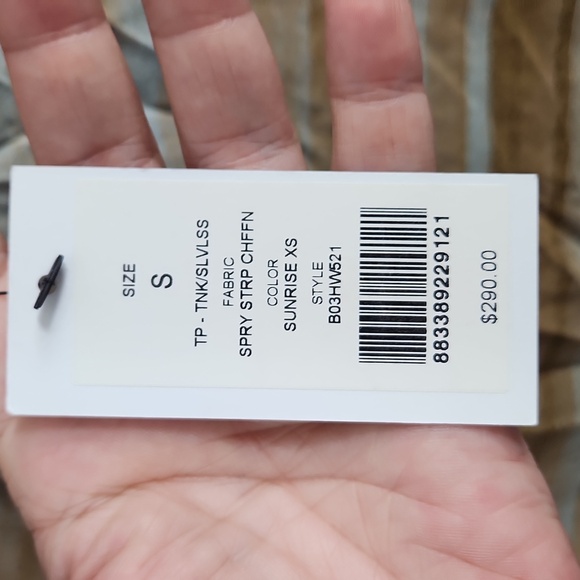 SIZE
S
TP - TNK/SLVLSS
FABRIC
SPRY STRP CHFFN
COLOR
SUNRISE XS
STYLE
B03HW521
883389229121
$290.00